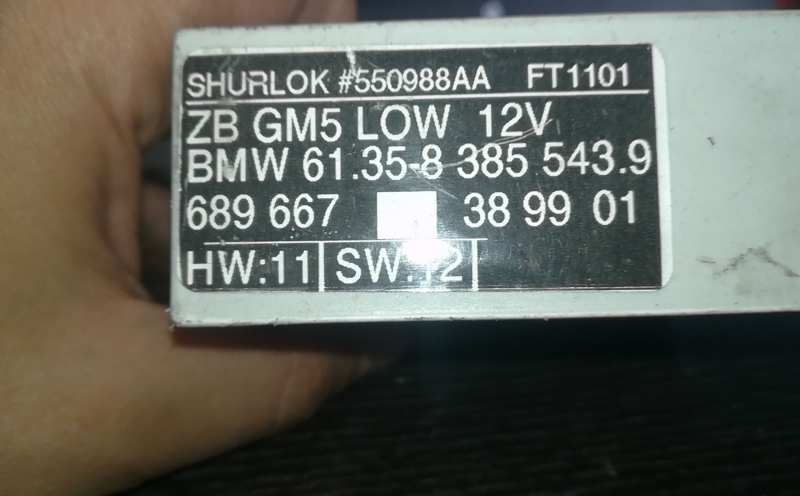 SHURLOK #550988AA FT1101
ZB GM5 LOW 12V
BMW 61.35-8 385 543.9
689 667 38 99 01
HW:11 SW:12